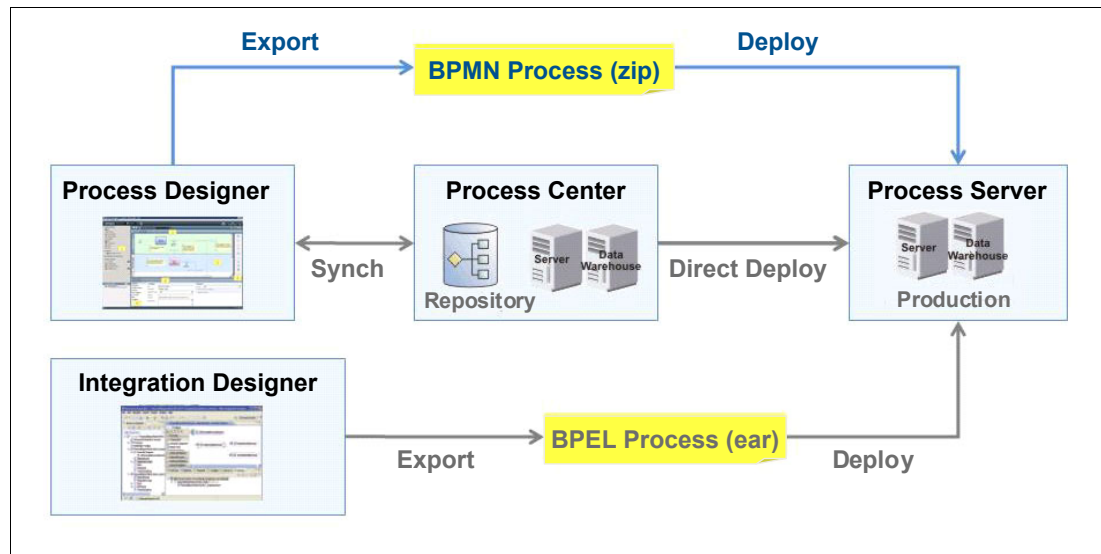 Export
Deploy
BPMN Process (zip)
Process Designer
Process Center
Process Server
Synch
Server
Data
Warehouse
Repository
Direct Deploy
Server
Data
Warehouse
Production
Integration Designer
BPEL Process (ear)
Export
Deploy